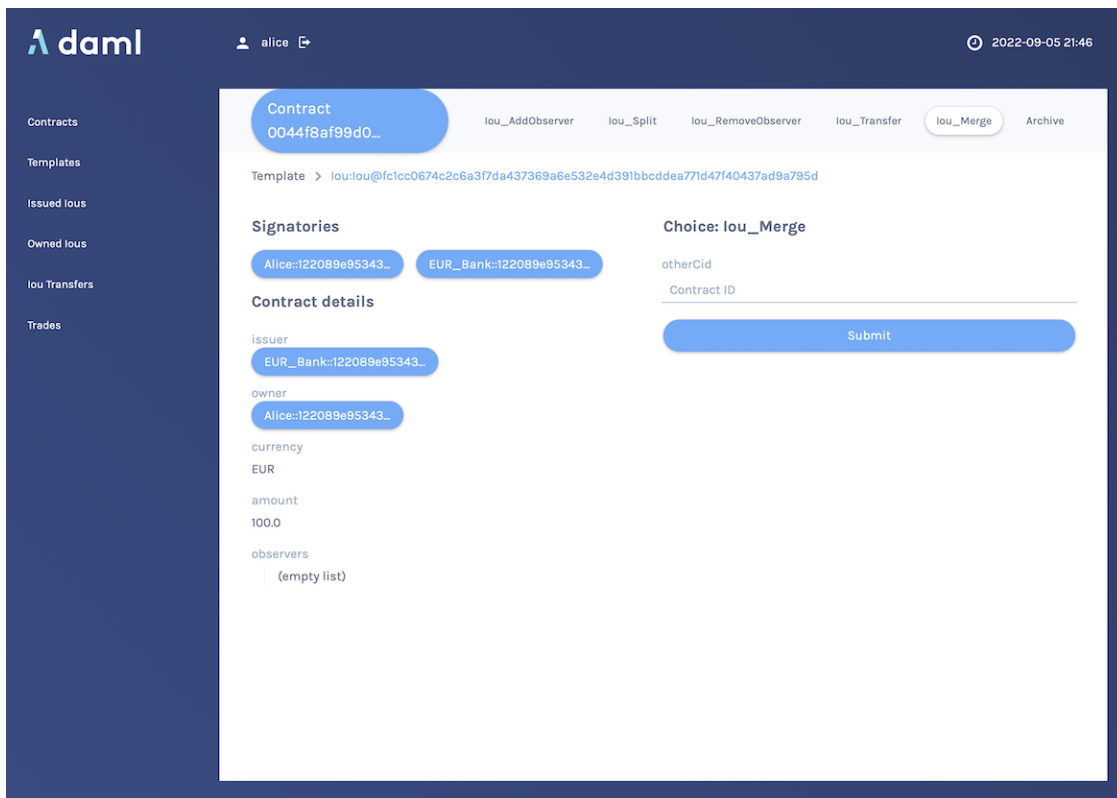 daml
alice
2022-09-05 21:46
Contracts
Templates
Issued Ious
Owned Ious
Iou Transfers
Trades
Contract
0044f8af99d0…
Iou_AddObserver
Iou_Split
Iou_RemoveObserver
Iou_Transfer
Iou_Merge
Archive
Template > Iou:Iou@fc1cc0674c2c6a3f7da437369a6e532e4d391bbcddea771d47f40437ad9a795d
Signatories
Alice::122089e95343…
EUR_Bank::122089e95343…
Contract details
issuer
EUR_Bank::122089e95343…
owner
Alice::122089e95343…
currency
EUR
amount
100.0
observers
(empty list)
Choice: Iou_Merge
otherCid
Contract ID
Submit